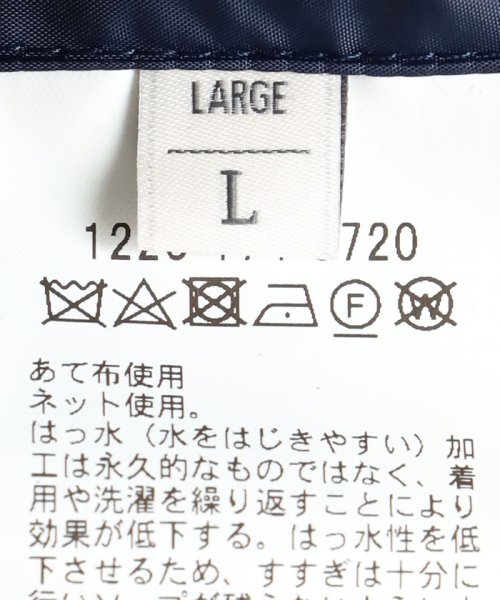 LARGE
L
720
F
W
あて布使用
ネット使用。
はっ水（水をはじきやすい）加
工は永久的なものではなく、着
用や洗濯を繰り返すことにより
効果が低下する。はっ水性を低
下させるため、すすぎは十分に